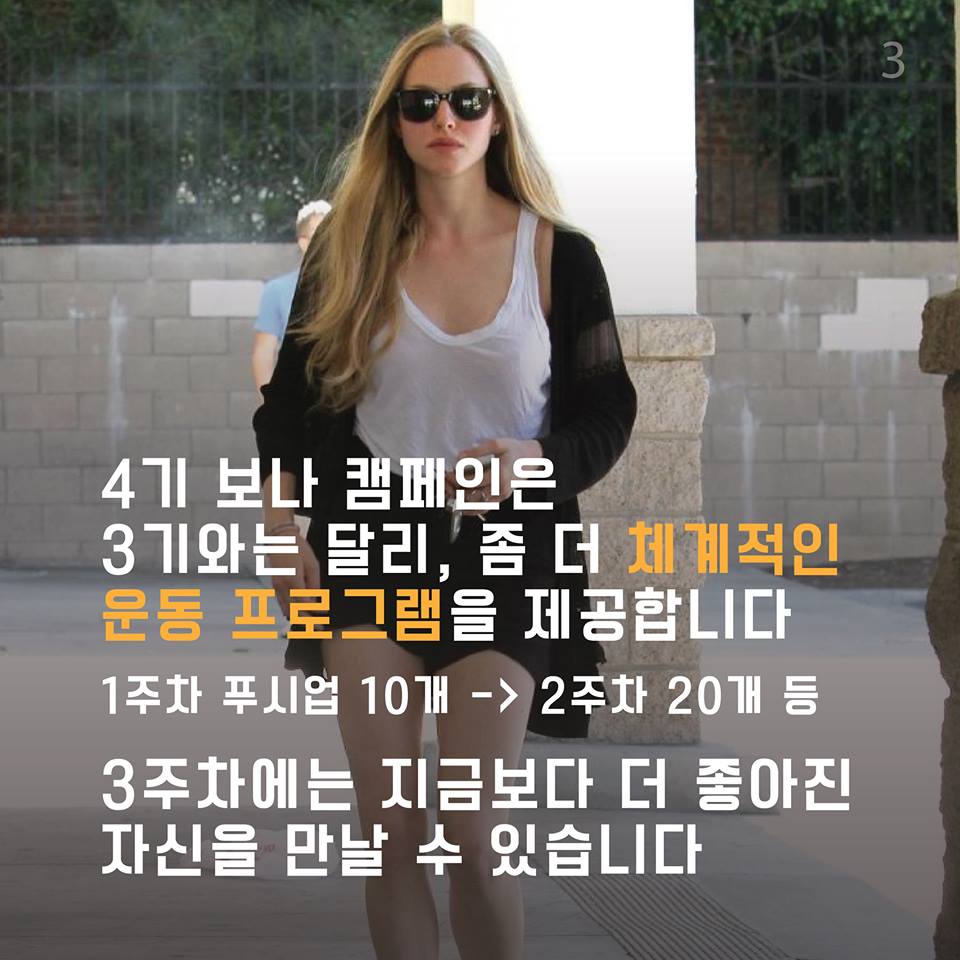 3
4기 보나 캠페인은
3기와는 달리, 좀 더 체계적인
운동 프로그램을 제공합니다
1주차 푸시업 10개 -> 2주차 20개 등
3주차에는 지금보다 더 좋아진
자신을 만날 수 있습니다